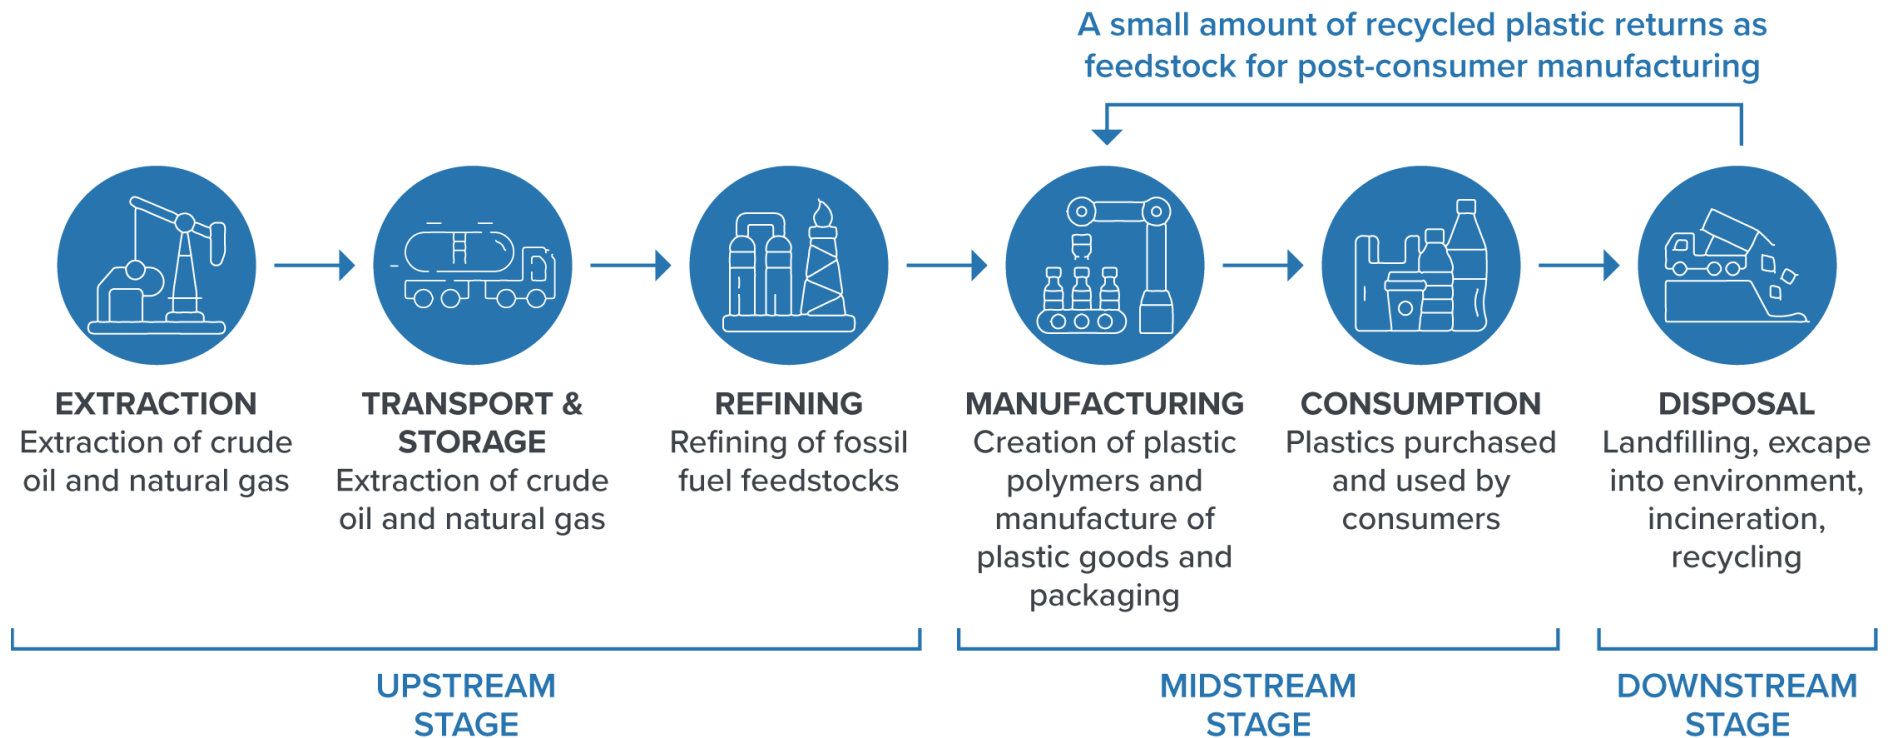 A small amount of recycled plastic returns as
feedstock for post-consumer manufacturing
EXTRACTION
Extraction of crude
oil and natural gas
TRANSPORT &
STORAGE
Extraction of crude
oil and natural gas
REFINING
Refining of fossil
fuel feedstocks
MANUFACTURING
Creation of plastic
polymers and
manufacture of
plastic goods and
packaging
CONSUMPTION
Plastics purchased
and used by
consumers
DISPOSAL
Landfilling, excape
into environment,
incineration,
recycling
UPSTREAM
STAGE
MIDSTREAM
STAGE
DOWNSTREAM
STAGE